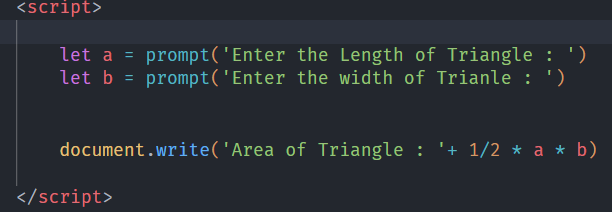 <script>
let a = prompt('Enter the Length of Triangle : ')
let b = prompt('Enter the width of Trianle : ')
document.write('Area of Triangle : '+ 1/2 * a * b)
</script>